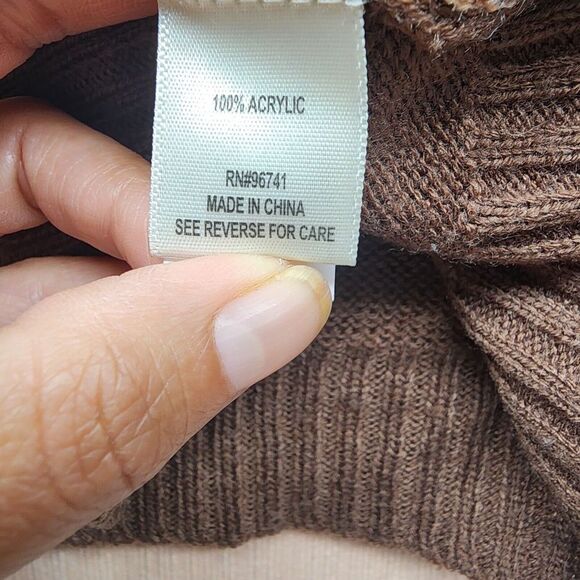 100% ACRYLIC
RN#96741
MADE IN CHINA
SEE REVERSE FOR CARE